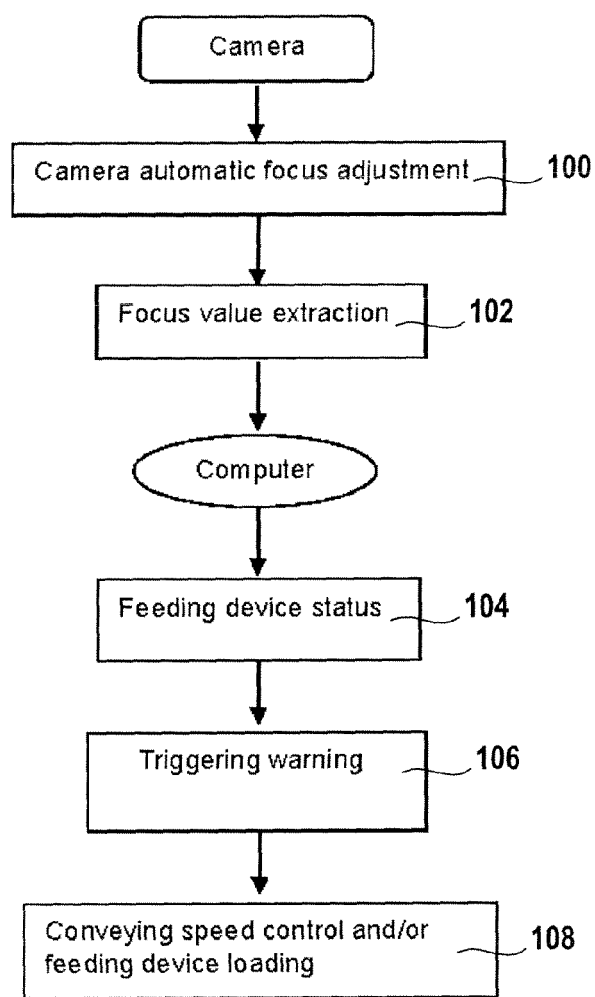 Camera
Camera automatic focus adjustment 100
Focus value extraction 102
Computer
Feeding device status 104
Triggering warning 106
Conveying speed control and/or
feeding device loading 108